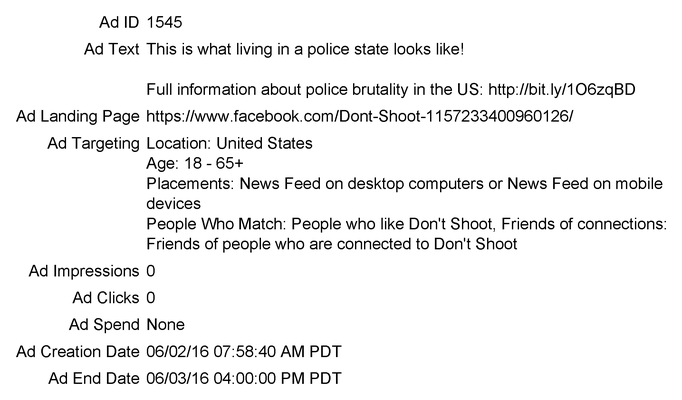 Ad ID 1545
Ad Text This is what living in a police state looks like!
Full information about police brutality in the US: http://bit.ly/1O6zqBD
Ad Landing Page https://www.facebook.com/Dont-Shoot-1157233400960126/
Ad Targeting Location: United States
Age: 18 - 65+
Placements: News Feed on desktop computers or News Feed on mobile
devices
People Who Match: People who like Don't Shoot, Friends of connections:
Friends of people who are connected to Don't Shoot
Ad Impressions 0
Ad Clicks 0
Ad Spend None
Ad Creation Date 06/02/16 07:58:40 AM PDT
Ad End Date 06/03/16 04:00:00 PM PDT